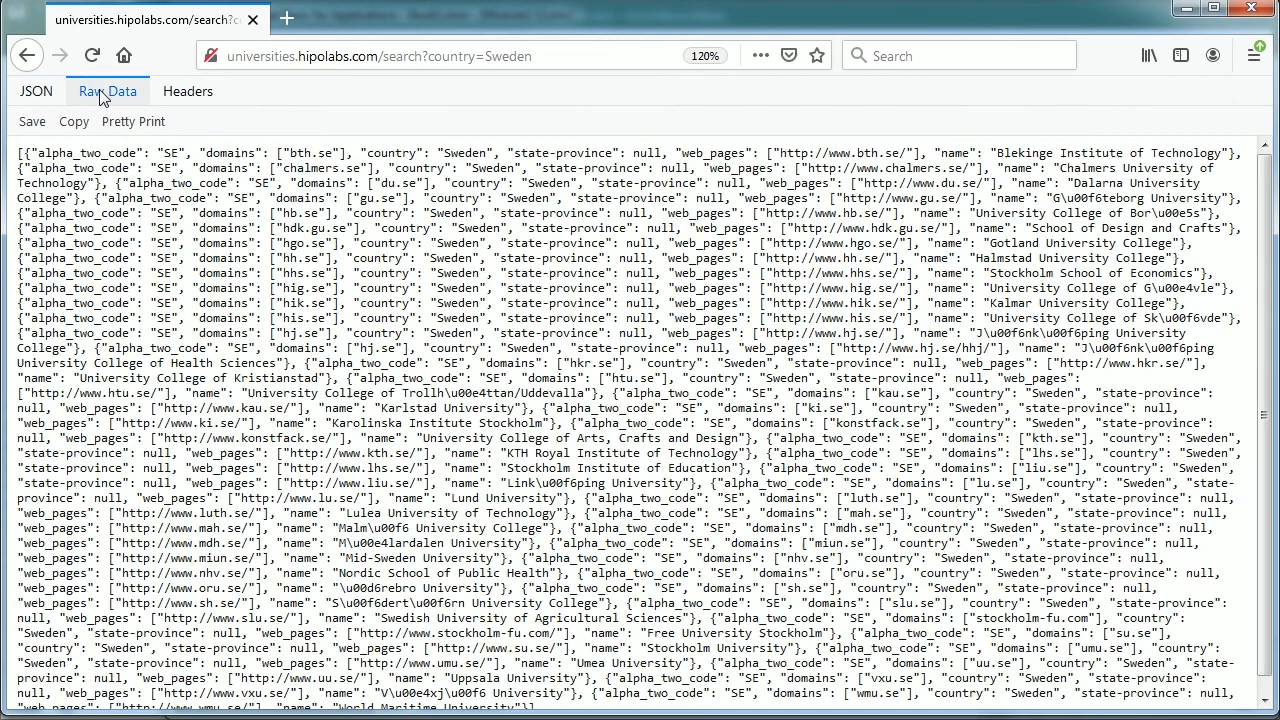 universities.hipolabs.com/search?c
universities.hipolabs.com/search?country=Sweden
120%
Search
JSON
Raw Data
Headers
Save
Copy
Pretty Print
[{"alpha_two_code": "SE", "domains": ["bth.se"], "country": "Sweden", "state-province": null, "web_pages": ["http://www.bth.se/"], "name": "Blekinge Institute of Technology"},
{"alpha_two_code": "SE", "domains": ["chalmers.se"], "country": "Sweden", "state-province": null, "web_pages": ["http://www.chalmers.se/"], "name": "Chalmers University of
Technology"}, {"alpha_two_code": "SE", "domains": ["du.se"], "country": "Sweden", "state-province": null, "web_pages": ["http://www.du.se/"], "name": "Dalarna University
College"}, {"alpha_two_code": "SE", "domains": ["gu.se"], "country": "Sweden", "state-province": null, "web_pages": ["http://www.gu.se/"], "name": "G\u00f6teborg University"},
{"alpha_two_code": "SE", "domains": ["hb.se"], "country": "Sweden", "state-province": null, "web_pages": ["http://www.hb.se/"], "name": "University College of Bor\u00e5s"},
{"alpha_two_code": "SE", "domains": ["hdk.gu.se"], "country": "Sweden", "state-province": null, "web_pages": ["http://www.hdk.gu.se/"], "name": "School of Design and Crafts"},
{"alpha_two_code": "SE", "domains": ["hgo.se"], "country": "Sweden", "state-province": null, "web_pages": ["http://www.hgo.se/"], "name": "Gotland University College"},
{"alpha_two_code": "SE", "domains": ["hh.se"], "country": "Sweden", "state-province": null, "web_pages": ["http://www.hh.se/"], "name": "Halmstad University College"},
{"alpha_two_code": "SE", "domains": ["hhs.se"], "country": "Sweden", "state-province": null, "web_pages": ["http://www.hhs.se/"], "name": "Stockholm School of Economics"},
{"alpha_two_code": "SE", "domains": ["hig.se"], "country": "Sweden", "state-province": null, "web_pages": ["http://www.hig.se/"], "name": "University College of G\u00e4vle"},
{"alpha_two_code": "SE", "domains": ["hik.se"], "country": "Sweden", "state-province": null, "web_pages": ["http://www.hik.se/"], "name": "Kalmar University College"},
{"alpha_two_code": "SE", "domains": ["his.se"], "country": "Sweden", "state-province": null, "web_pages": ["http://www.his.se/"], "name": "University College of Sk\u00f6vde"},
{"alpha_two_code": "SE", "domains": ["hj.se"], "country": "Sweden", "state-province": null, "web_pages": ["http://www.hj.se/"], "name": "J\u00f6nk\u00f6ping University
College"}, {"alpha_two_code": "SE", "domains": ["hj.se"], "country": "Sweden", "state-province": null, "web_pages": ["http://www.hj.se/hhj/"], "name": "J\u00f6nk\u00f6ping
University College of Health Sciences"}, {"alpha_two_code": "SE", "domains": ["hkr.se"], "country": "Sweden", "state-province": null, "web_pages": ["http://www.hkr.se/"],
"name": "University College of Kristianstad"}, {"alpha_two_code": "SE", "domains": ["htu.se"], "country": "Sweden", "state-province": null, "web_pages":
["http://www.htu.se/"], "name": "University College of Trollh\u00e4ttan/Uddevalla"}, {"alpha_two_code": "SE", "domains": ["kau.se"], "country": "Sweden", "state-province":
null, "web_pages": ["http://www.kau.se/"], "name": "Karlstad University"}, {"alpha_two_code": "SE", "domains": ["ki.se"], "country": "Sweden", "state-province": null,
"web_pages": ["http://www.ki.se/"], "name": "Karolinska Institute Stockholm"}, {"alpha_two_code": "SE", "domains": ["konstfack.se"], "country": "Sweden", "state-province":
null, "web_pages": ["http://www.konstfack.se/"], "name": "University College of Arts, Crafts and Design"}, {"alpha_two_code": "SE", "domains": ["kth.se"], "country": "Sweden",
"state-province": null, "web_pages": ["http://www.kth.se/"], "name": "KTH Royal Institute of Technology"}, {"alpha_two_code": "SE", "domains": ["lhs.se"], "country": "Sweden",
"state-province": null, "web_pages": ["http://www.lhs.se/"], "name": "Stockholm Institute of Education"}, {"alpha_two_code": "SE", "domains": ["liu.se"], "country": "Sweden",
"state-province": null, "web_pages": ["http://www.liu.se/"], "name": "Link\u00f6ping University"}, {"alpha_two_code": "SE", "domains": ["lu.se"], "country": "Sweden", "state-
province": null, "web_pages": ["http://www.lu.se/"], "name": "Lund University"}, {"alpha_two_code": "SE", "domains": ["luth.se"], "country": "Sweden", "state-province": null,
"web_pages": ["http://www.luth.se/"], "name": "Lulea University of Technology"}, {"alpha_two_code": "SE", "domains": ["mah.se"], "country": "Sweden", "state-province": null,
"web_pages": ["http://www.mah.se/"], "name": "Malm\u00f6 University College"}, {"alpha_two_code": "SE", "domains": ["mdh.se"], "country": "Sweden", "state-province": null,
"web_pages": ["http://www.mdh.se/"], "name": "M\u00e4lardalen University"}, {"alpha_two_code": "SE", "domains": ["miun.se"], "country": "Sweden", "state-province": null,
"web_pages": ["http://www.miun.se/"], "name": "Mid-Sweden University"}, {"alpha_two_code": "SE", "domains": ["nhv.se"], "country": "Sweden", "state-province": null,
"web_pages": ["http://www.nhv.se/"], "name": "Nordic School of Public Health"}, {"alpha_two_code": "SE", "domains": ["oru.se"], "country": "Sweden", "state-province": null,
"web_pages": ["http://www.oru.se/"], "name": "\u00d6rebro University"}, {"alpha_two_code": "SE", "domains": ["sh.se"], "country": "Sweden", "state-province": null,
"web_pages": ["http://www.sh.se/"], "name": "S\u00f6dert\u00f6rn University College"}, {"alpha_two_code": "SE", "domains": ["slu.se"], "country": "Sweden", "state-province":
null, "web_pages": ["http://www.slu.se/"], "name": "Swedish University of Agricultural Sciences"}, {"alpha_two_code": "SE", "domains": ["stockholm-fu.com"], "country":
"Sweden", "state-province": null, "web_pages": ["http://www.stockholm-fu.com/"], "name": "Free University Stockholm"}, {"alpha_two_code": "SE", "domains": ["su.se"],
"country": "Sweden", "state-province": null, "web_pages": ["http://www.su.se/"], "name": "Stockholm University"}, {"alpha_two_code": "SE", "domains": ["umu.se"], "country":
"Sweden", "state-province": null, "web_pages": ["http://www.umu.se/"], "name": "Umea University"}, {"alpha_two_code": "SE", "domains": ["uu.se"], "country": "Sweden", "state-
province": null, "web_pages": ["http://www.uu.se/"], "name": "Uppsala University"}, {"alpha_two_code": "SE", "domains": ["vxu.se"], "country": "Sweden", "state-province":
null, "web_pages": ["http://www.vxu.se/"], "name": "V\u00e4xj\u00f6 University"}, {"alpha_two_code": "SE", "domains": ["wmu.se"], "country": "Sweden", "state-province": null,
"web_pages": ["http://www.wmu.se/"], "name": "World Maritime University"}]